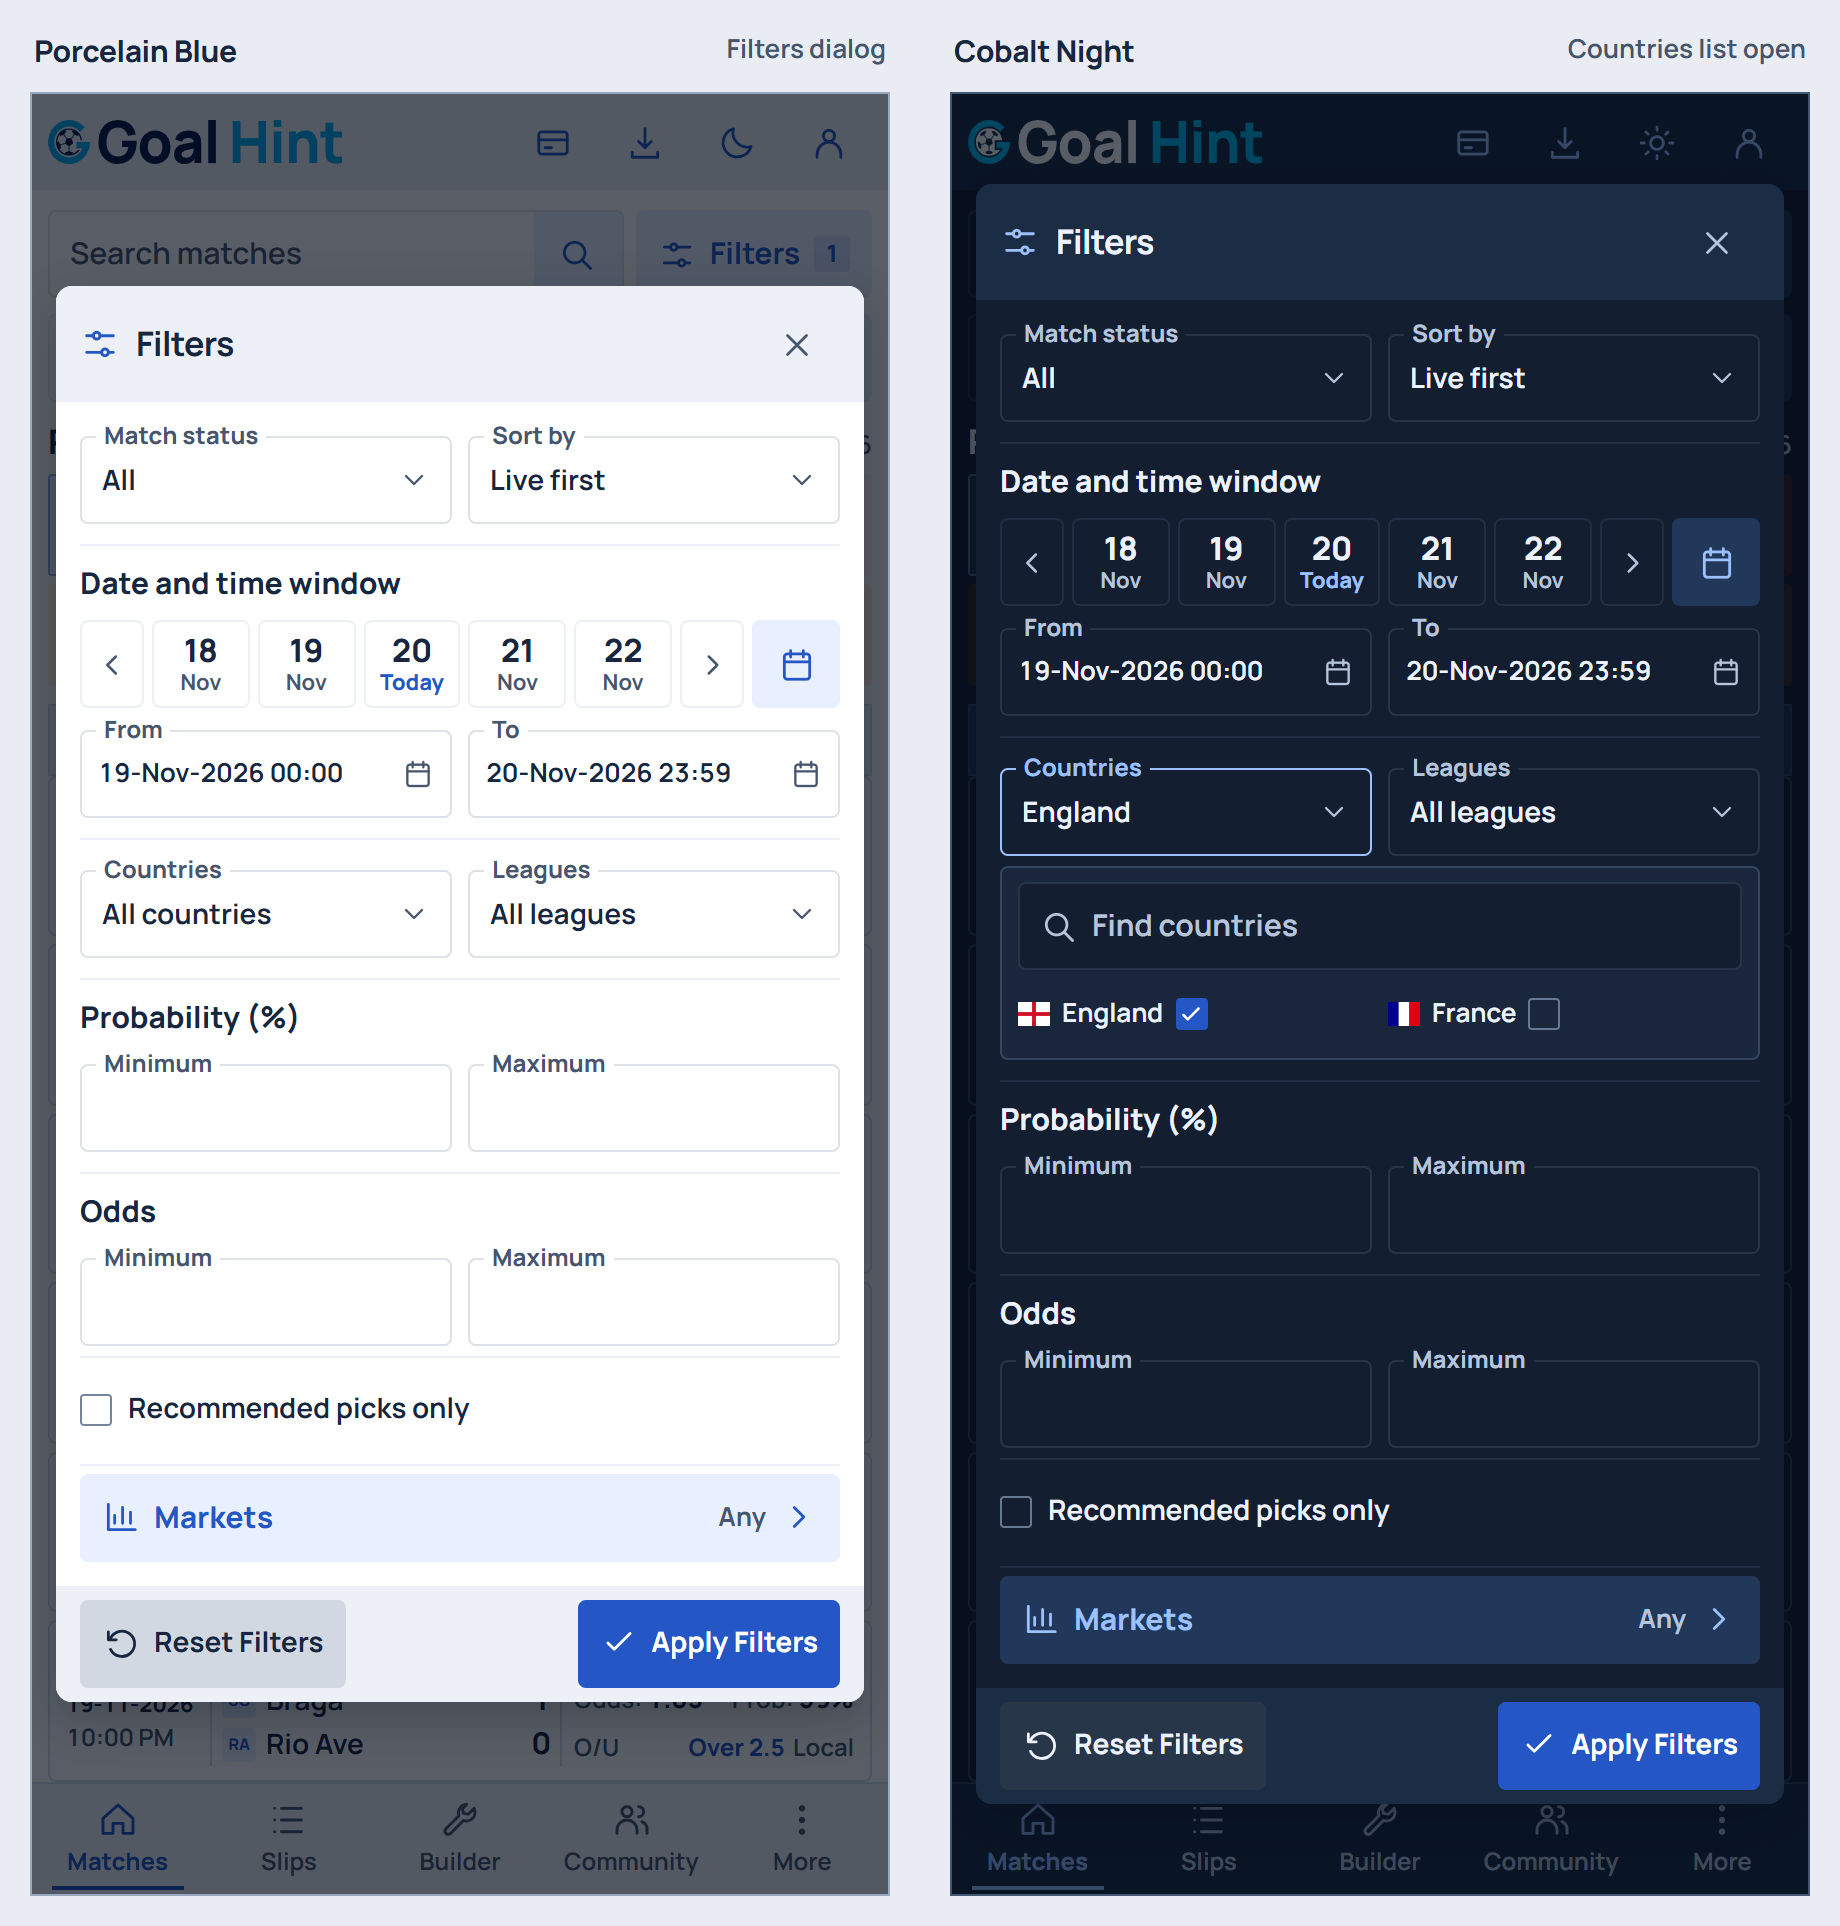 Porcelain Blue
Filters dialog
Goal Hint
Search matches
Filters 1
Filters
Match status
Sort by
All
Live first
Date and time window
18 Nov
19 Nov
20 Today
21 Nov
22 Nov
From
To
19-Nov-2026 00:00
20-Nov-2026 23:59
Countries
Leagues
All countries
All leagues
Probability (%)
Minimum
Maximum
Odds
Minimum
Maximum
Recommended picks only
Markets
Any
Reset Filters
Apply Filters
19-11-2026
Braga
10:00 PM
RA Rio Ave
0
O/U
Over 2.5 Local
Matches
Slips
Builder
Community
More
Cobalt Night
Countries list open
Goal Hint
Filters
Match status
Sort by
All
Live first
Date and time window
18 Nov
19 Nov
20 Today
21 Nov
22 Nov
From
To
19-Nov-2026 00:00
20-Nov-2026 23:59
Countries
Leagues
England
All leagues
Find countries
England
France
Probability (%)
Minimum
Maximum
Odds
Minimum
Maximum
Recommended picks only
Markets
Any
Reset Filters
Apply Filters
Matches
Slips
Builder
Community
More